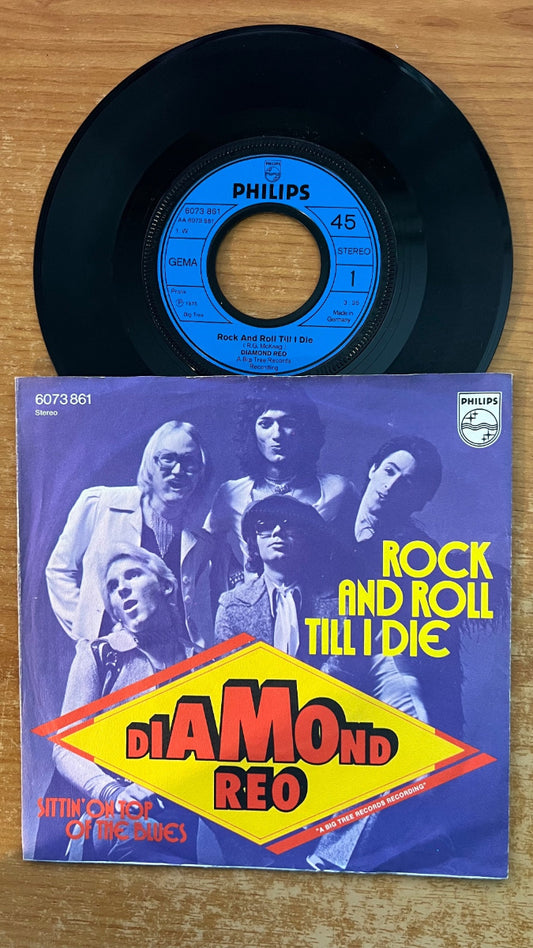 PHILIPS
6073 861
AA 6073 861
1. W
45
GEMA
STEREO
1
℗ 1975
Big Tree
3:25
Made in
Germany
Rock And Roll Till I Die
(R.G. McKeag)
DIAMOND REO
A Big Tree Records
Recording
6073 861
Stereo
PHILIPS
ROCK
AND ROLL
TILL I DIE
DIAMOND
REO
SITTIN' ON TOP
OF THE BLUES
"A BIG TREE RECORDS RECORDING"